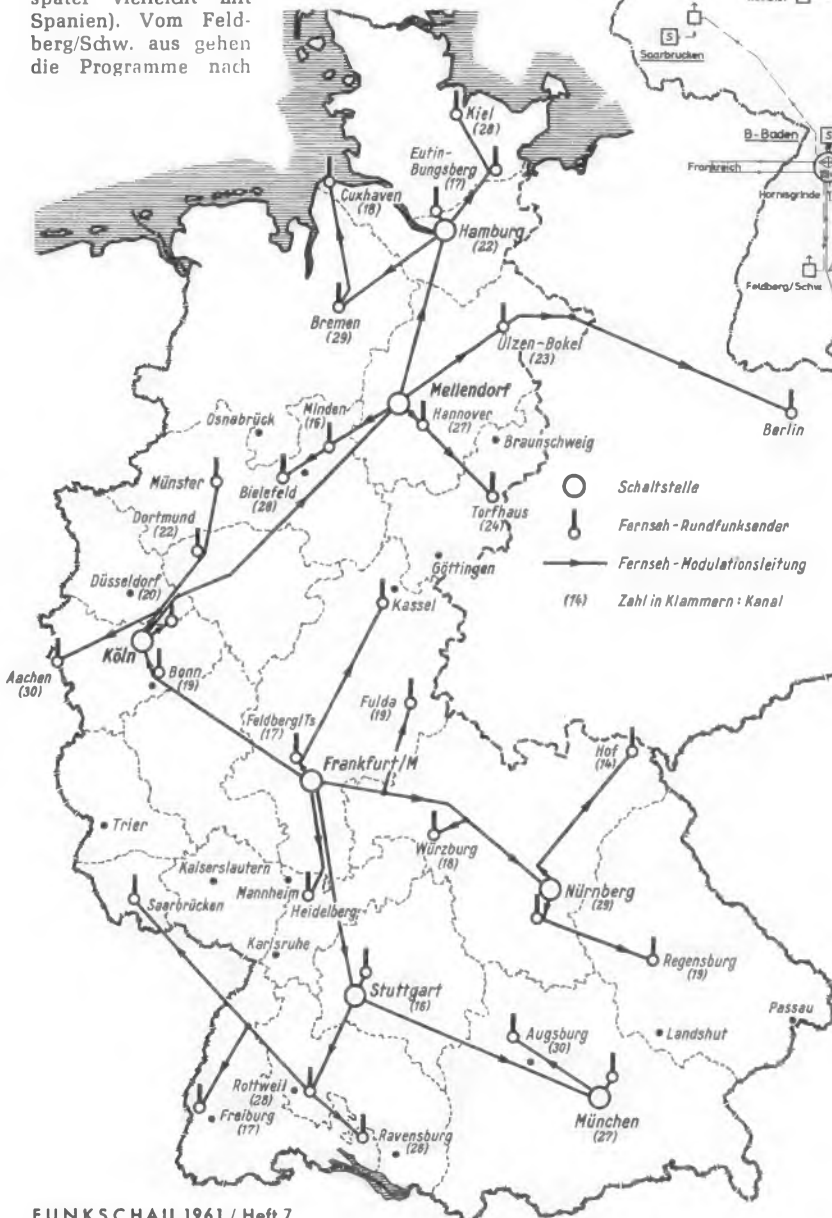 später vielleicht mit
Spanien). Vom Feld-
berg/Schw. aus gehen
die Programme nach
Saarbrücken
B-Baden
Frankreich
Hornisgrinde
Feldberg/Schw.
Kiel
(28)
Eutin-
Bungsberg
(17)
Cuxhaven
(18)
Hamburg
(22)
Bremen
(29)
Ülzen-Bokel
(23)
Mellendorf
Osnabrück
Minden
(16)
Hannover
(27)
Braunschweig
Berlin
Münster
Bielefeld
(28)
Torfhaus
(24)
Dortmund
(22)
Göttingen
Düsseldorf
(20)
Kassel
Köln
Aachen
(30)
Bonn
(19)
Fulda
(19)
Feldberg/Ts
(17)
Frankfurt/M
Hof
(14)
Trier
Würzburg
(18)
Kaiserslautern
Mannheim
Heidelberg
Nürnberg
(29)
Saarbrücken
Karlsruhe
Regensburg
(19)
Stuttgart
(16)
Passau
Augsburg
(30)
Landshut
Rottweil
(28)
Freiburg
(17)
München
(27)
Ravensburg
(26)
Schaltstelle
Fernseh-Rundfunksender
Fernseh-Modulationsleitung
(14) Zahl in Klammern: Kanal
FUNKSCHAU 1961 / Heft 7